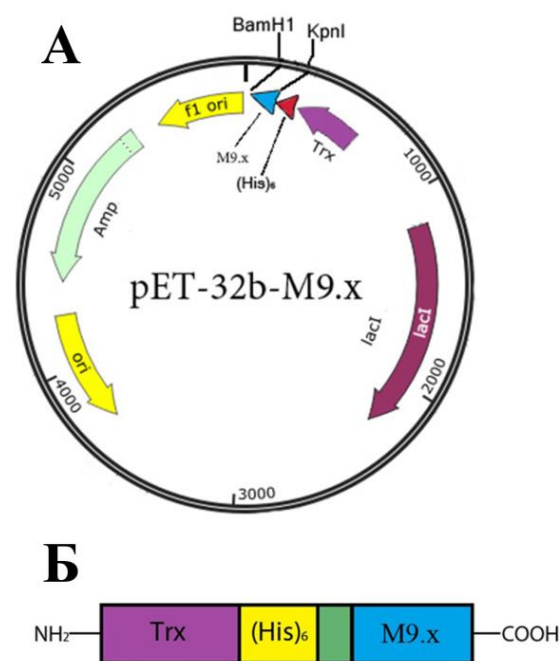 А
BamH1 KpnI
f1 ori
M9.x
(His)₆
Trx
5000
1000
Amp
pET-32b-M9.x
lacI
lacI
ori
4000
2000
3000
Б
NH₂ Trx (His)₆ M9.x COOH